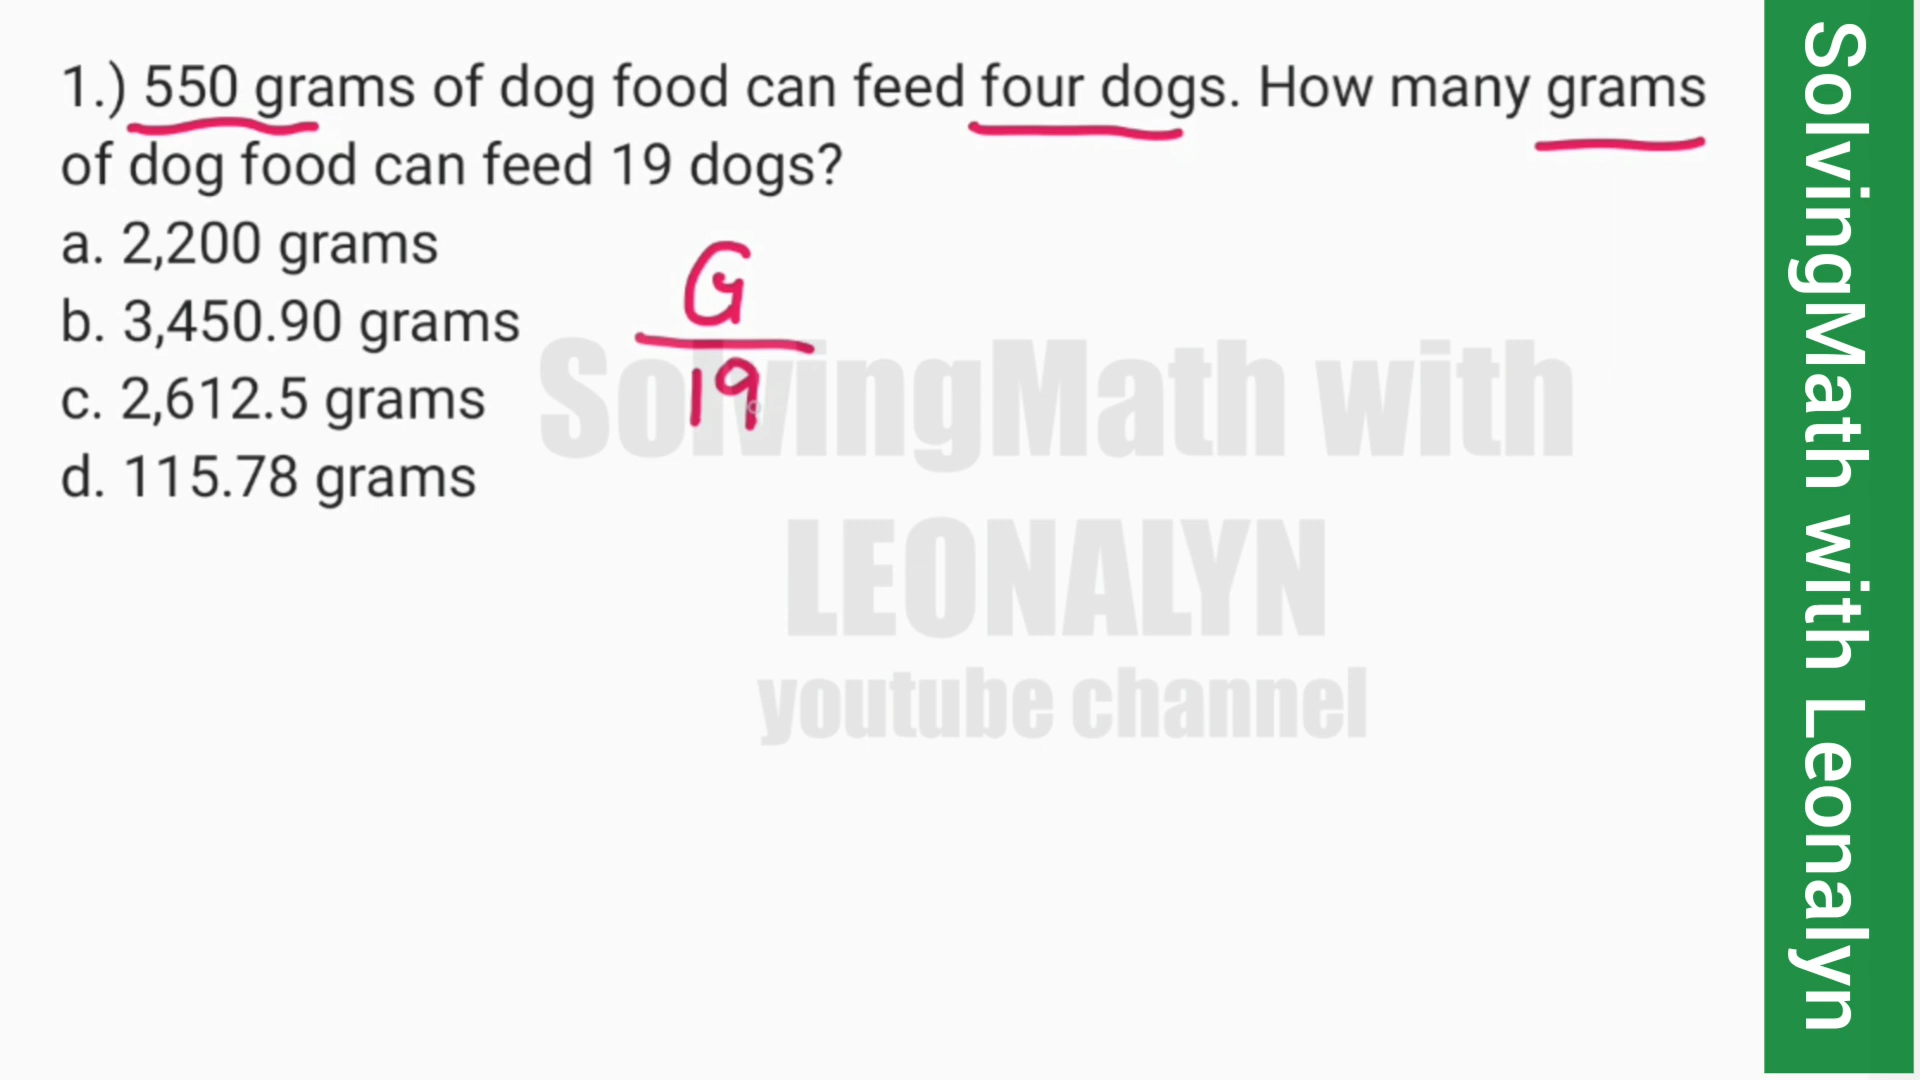 1.) 550 grams of dog food can feed four dogs. How many grams
of dog food can feed 19 dogs?
a. 2,200 grams
b. 3,450.90 grams
c. 2,612.5 grams
d. 115.78 grams
G
19
SolvingMath with
LEONALYN
youtube channel
SolvingMath with Leonalyn